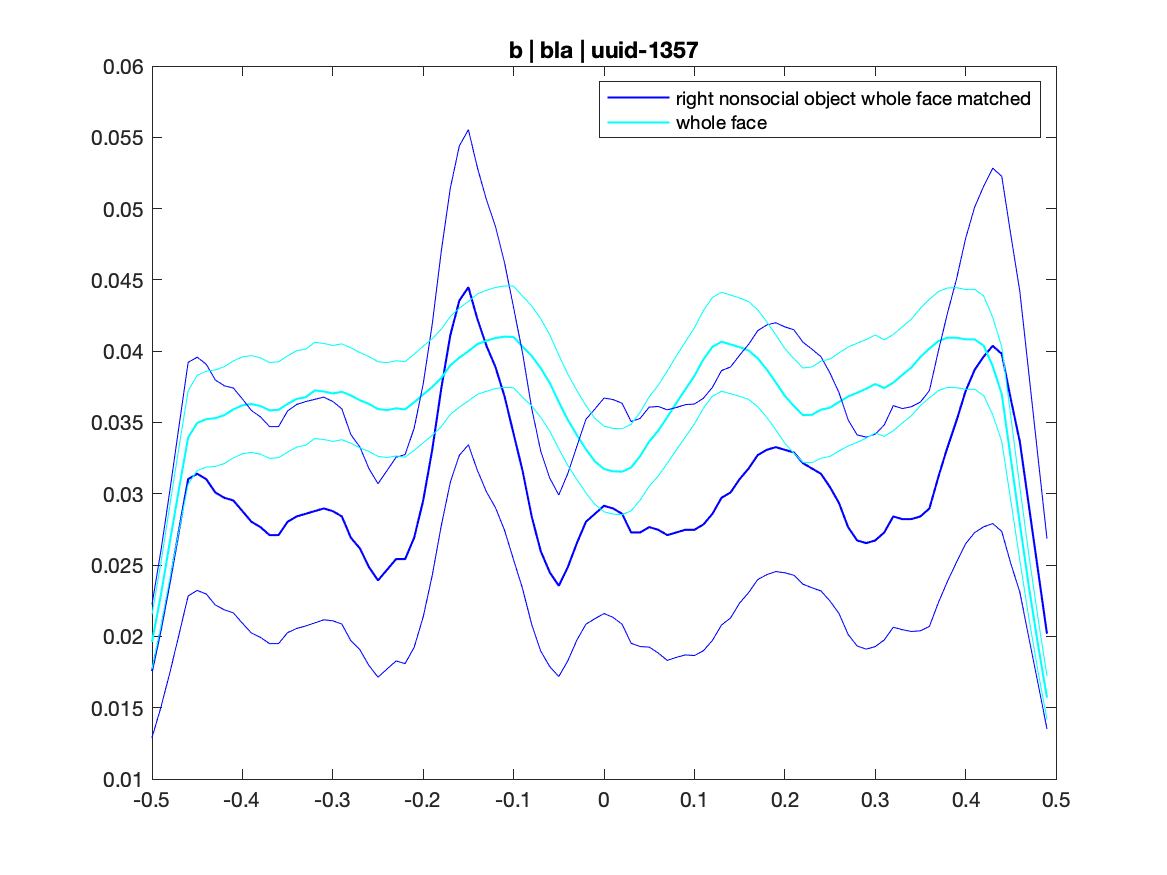 b | bla | uuid-1357
right nonsocial object whole face matched
whole face
0.06
0.055
0.05
0.045
0.04
0.035
0.03
0.025
0.02
0.015
0.01
-0.5 -0.4 -0.3 -0.2 -0.1 0 0.1 0.2 0.3 0.4 0.5